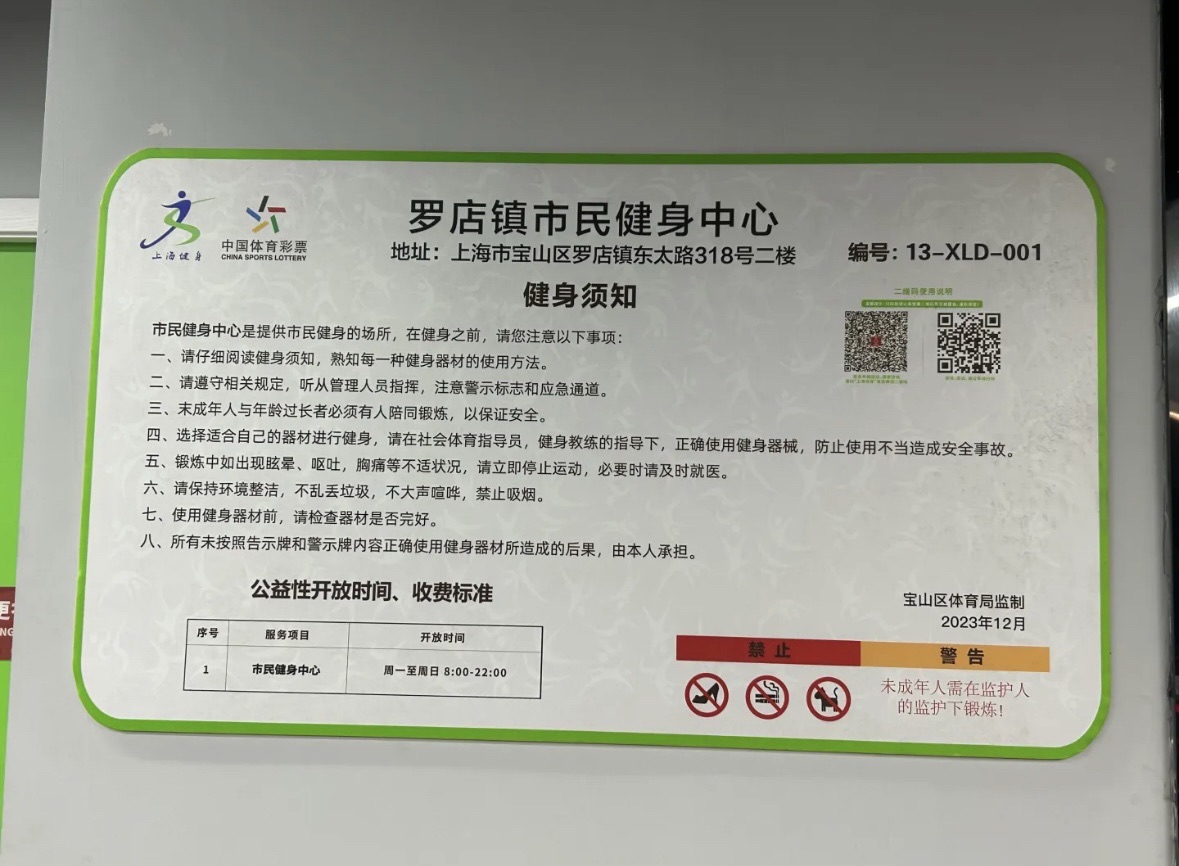 上海健身
中国体育彩票
CHINA SPORTS LOTTERY
罗店镇市民健身中心
地址：上海市宝山区罗店镇东太路318号二楼
编号：13-XLD-001
健身须知
二维码使用说明
市民健身中心是提供市民健身的场所，在健身之前，请您注意以下事项：
一、请仔细阅读健身须知，熟知每一种健身器材的使用方法。
二、请遵守相关规定，听从管理人员指挥，注意警示标志和应急通道。
三、未成年人与年龄过长者必须有人陪同锻炼，以保证安全。
四、选择适合自己的器材进行健身，请在社会体育指导员，健身教练的指导下，正确使用健身器械，防止使用不当造成安全事故。
五、锻炼中如出现眩晕、呕吐，胸痛等不适状况，请立即停止运动，必要时请及时就医。
六、请保持环境整洁，不乱丢垃圾，不大声喧哗，禁止吸烟。
七、使用健身器材前，请检查器材是否完好。
八、所有未按照告示牌和警示牌内容正确使用健身器材所造成的后果，由本人承担。
公益性开放时间、收费标准
序号 服务项目 开放时间
1 市民健身中心 周一至周日 8:00-22:00
宝山区体育局监制
2023年12月
禁止
警告
未成年人需在监护人
的监护下锻炼！